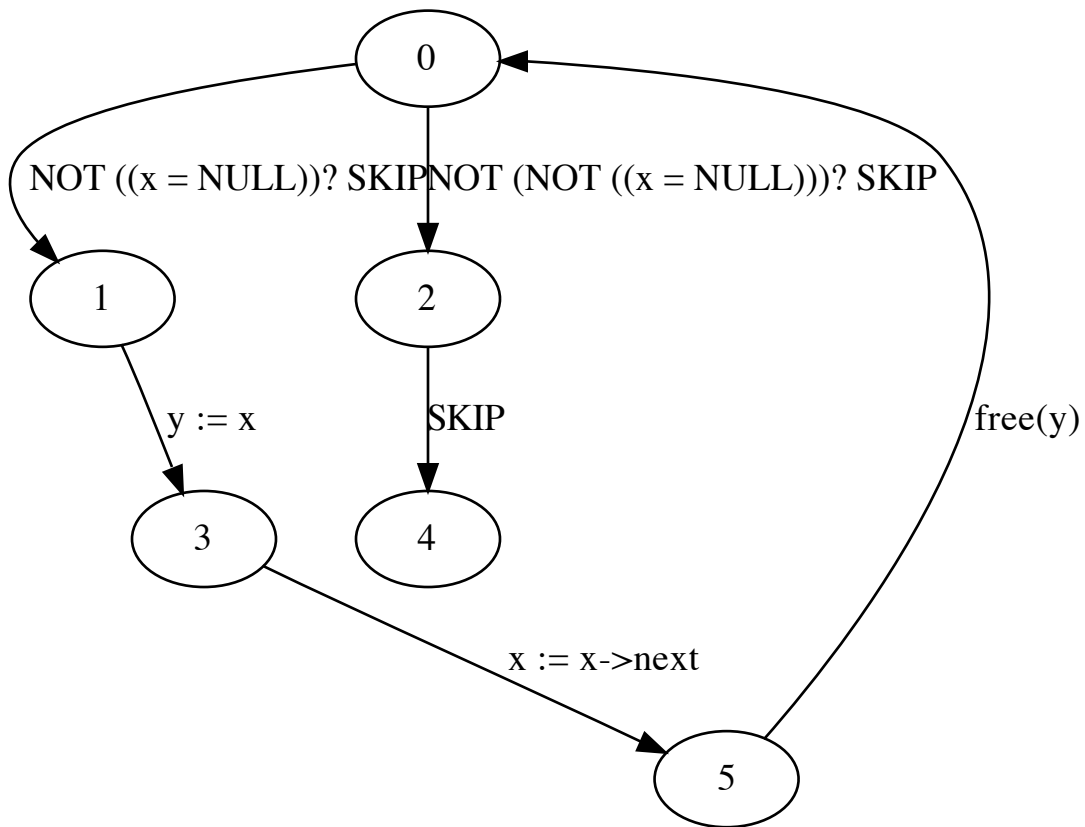 0
NOT ((x = NULL))? SKIP
NOT (NOT ((x = NULL)))? SKIP
1
2
y := x
SKIP
free(y)
3
4
x := x->next
5